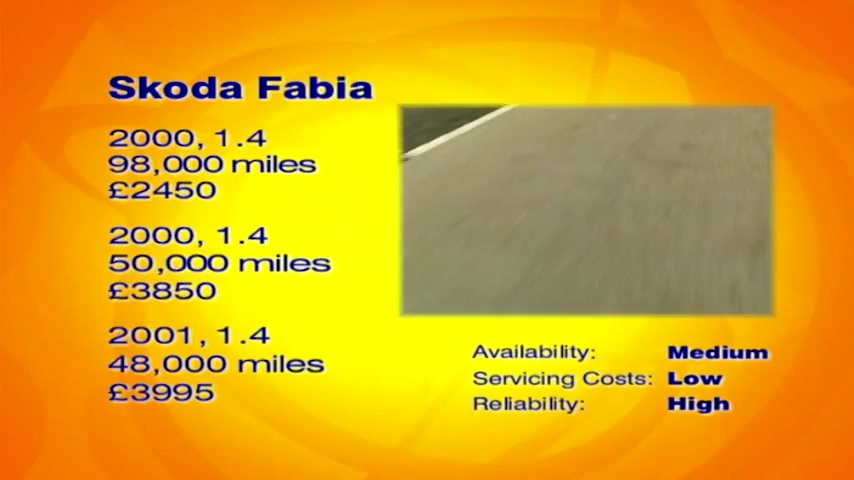 Skoda Fabia
2000, 1.4
98,000 miles
£2450
2000, 1.4
50,000 miles
£3850
2001, 1.4
48,000 miles
£3995
Availability: Medium
Servicing Costs: Low
Reliability: High